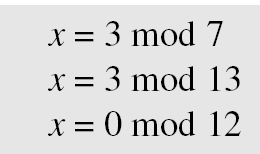 x = 3 mod 7
x = 3 mod 13
x = 0 mod 12